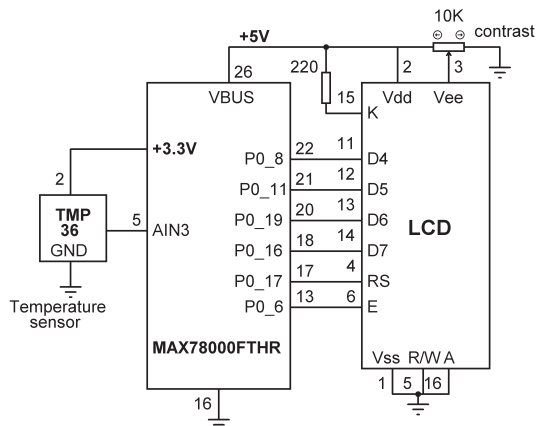 10K
contrast
+5V
26
220
2
3
VBUS
15
Vdd
Vee
K
+3.3V
2
P0_8
22
11
D4
P0_11
21
12
D5
TMP
36
GND
5
AIN3
P0_19
20
13
D6
LCD
P0_16
18
14
D7
P0_17
17
4
RS
P0_6
13
6
E
Temperature
sensor
MAX78000FTHR
Vss R/W A
1
5
16
16